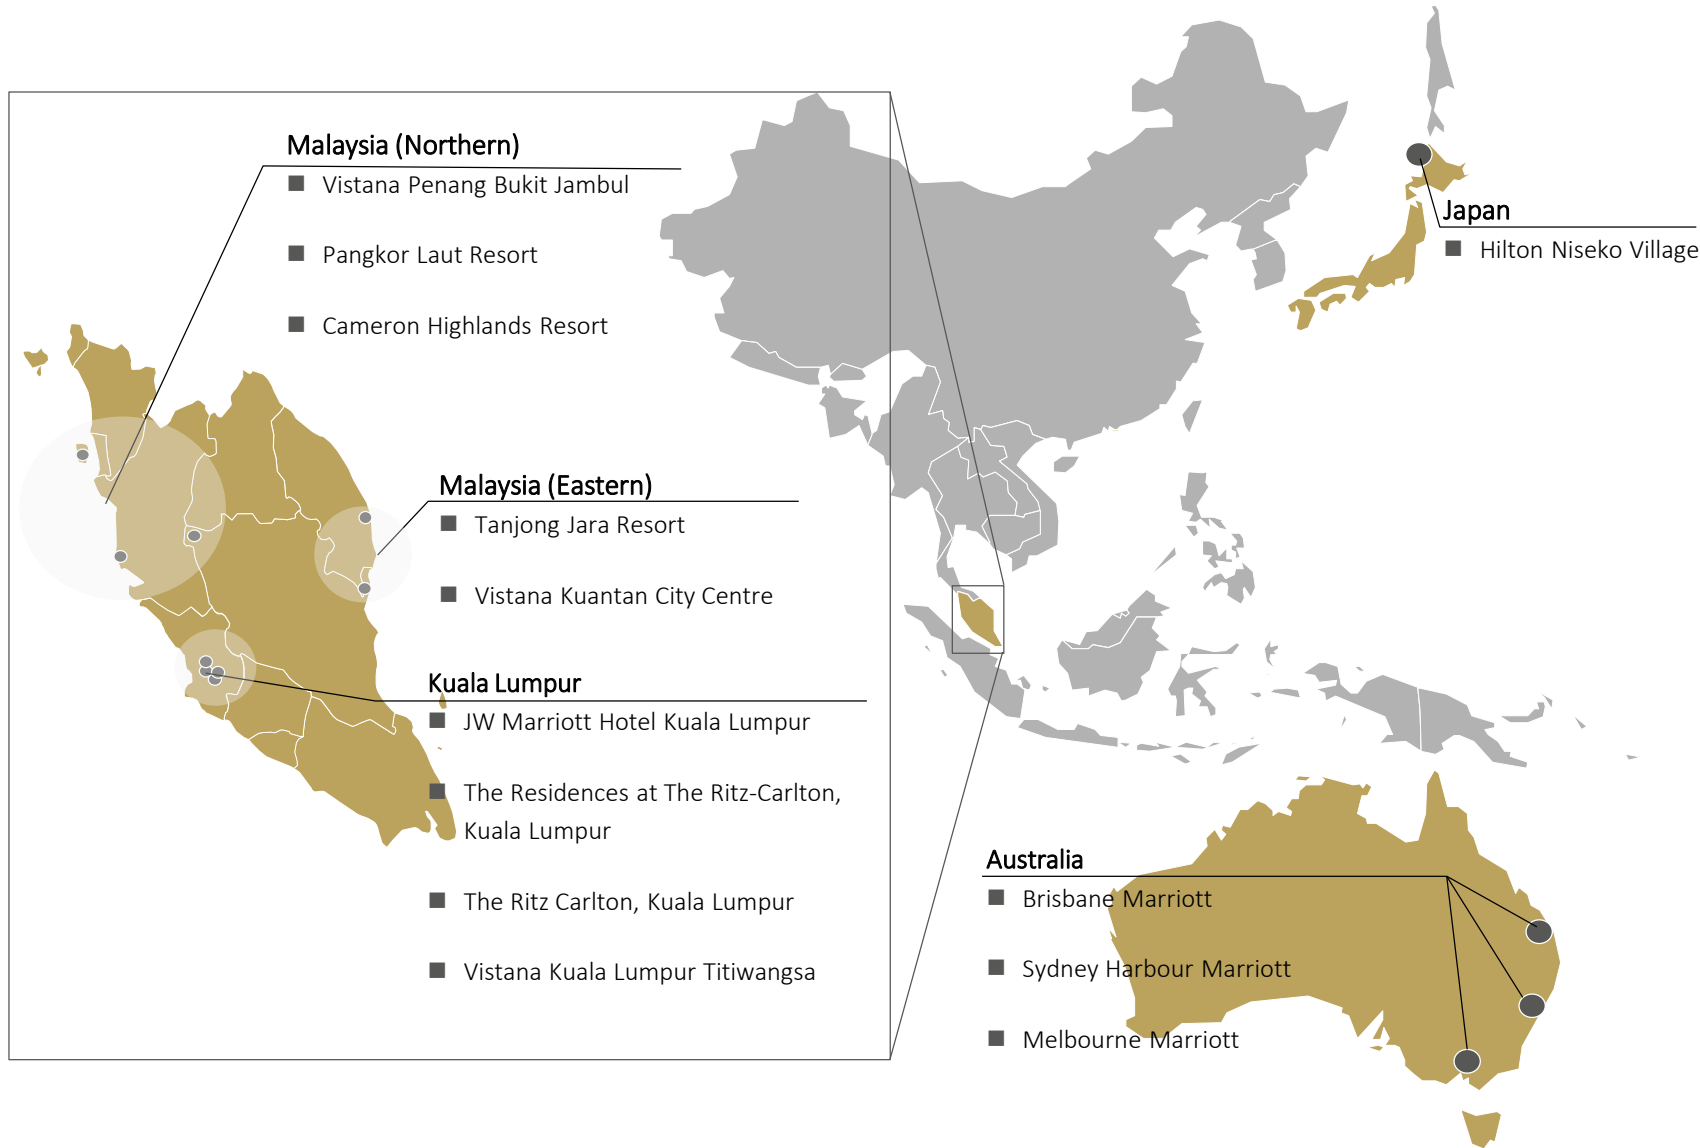 Malaysia (Northern)
Vistana Penang Bukit Jambul
Pangkor Laut Resort
Cameron Highlands Resort
Malaysia (Eastern)
Tanjong Jara Resort
Vistana Kuantan City Centre
Kuala Lumpur
JW Marriott Hotel Kuala Lumpur
The Residences at The Ritz-Carlton,
Kuala Lumpur
The Ritz Carlton, Kuala Lumpur
Vistana Kuala Lumpur Titiwangsa
Japan
Hilton Niseko Village
Australia
Brisbane Marriott
Sydney Harbour Marriott
Melbourne Marriott